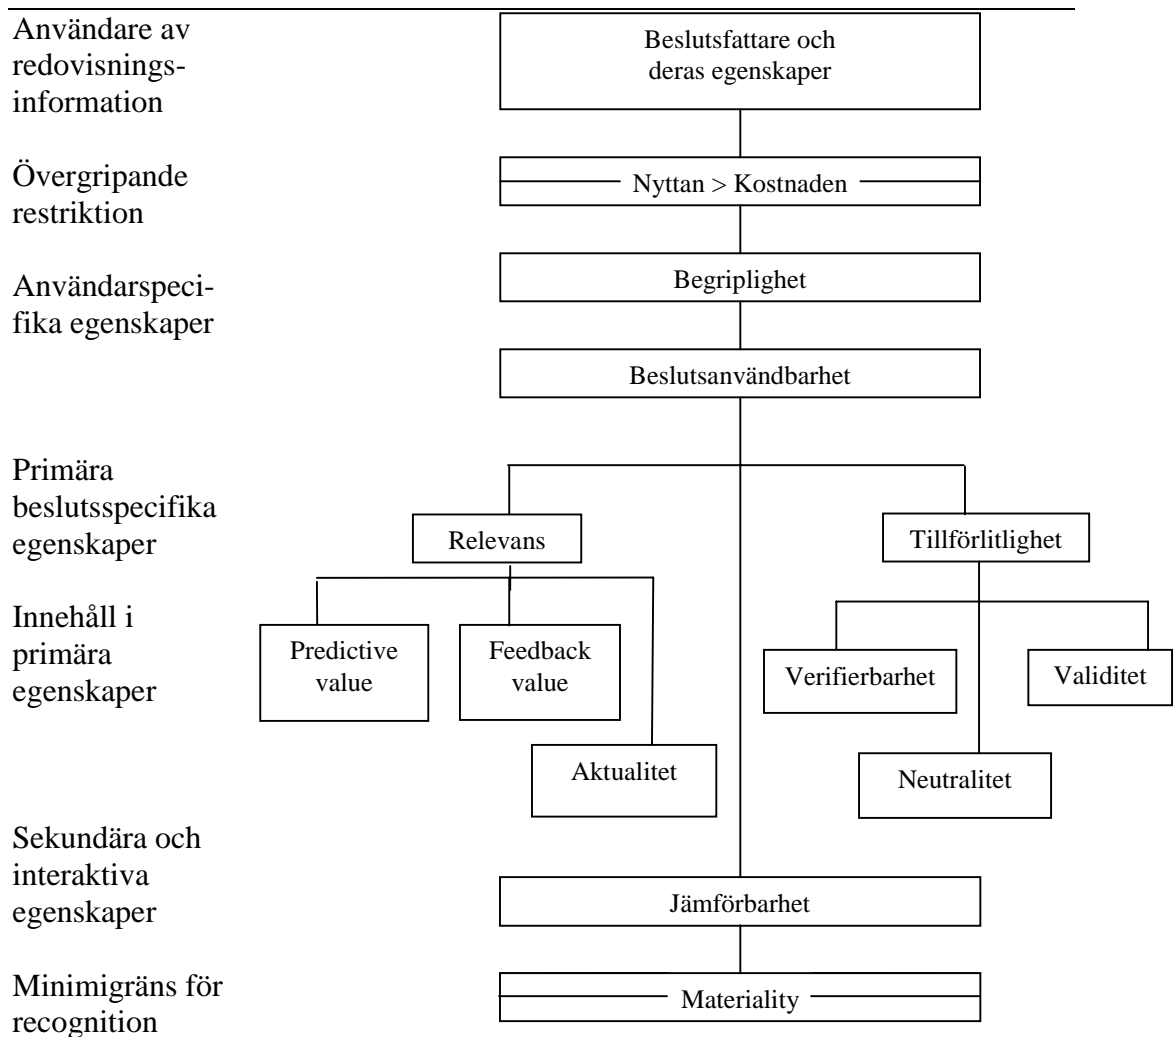 Användare av
redovisnings-
information
Beslutsfattare och
deras egenskaper
Övergripande
restriktion
Nyttan > Kostnaden
Användarspeci-
fika egenskaper
Begriplighet
Beslutsanvändbarhet
Primära
beslutsspecifika
egenskaper
Relevans
Tillförlitlighet
Innehåll i
primära
egenskaper
Predictive
value
Feedback
value
Aktualitet
Verifierbarhet
Validitet
Neutralitet
Sekundära och
interaktiva
egenskaper
Jämförbarhet
Minimigräns för
recognition
Materiality